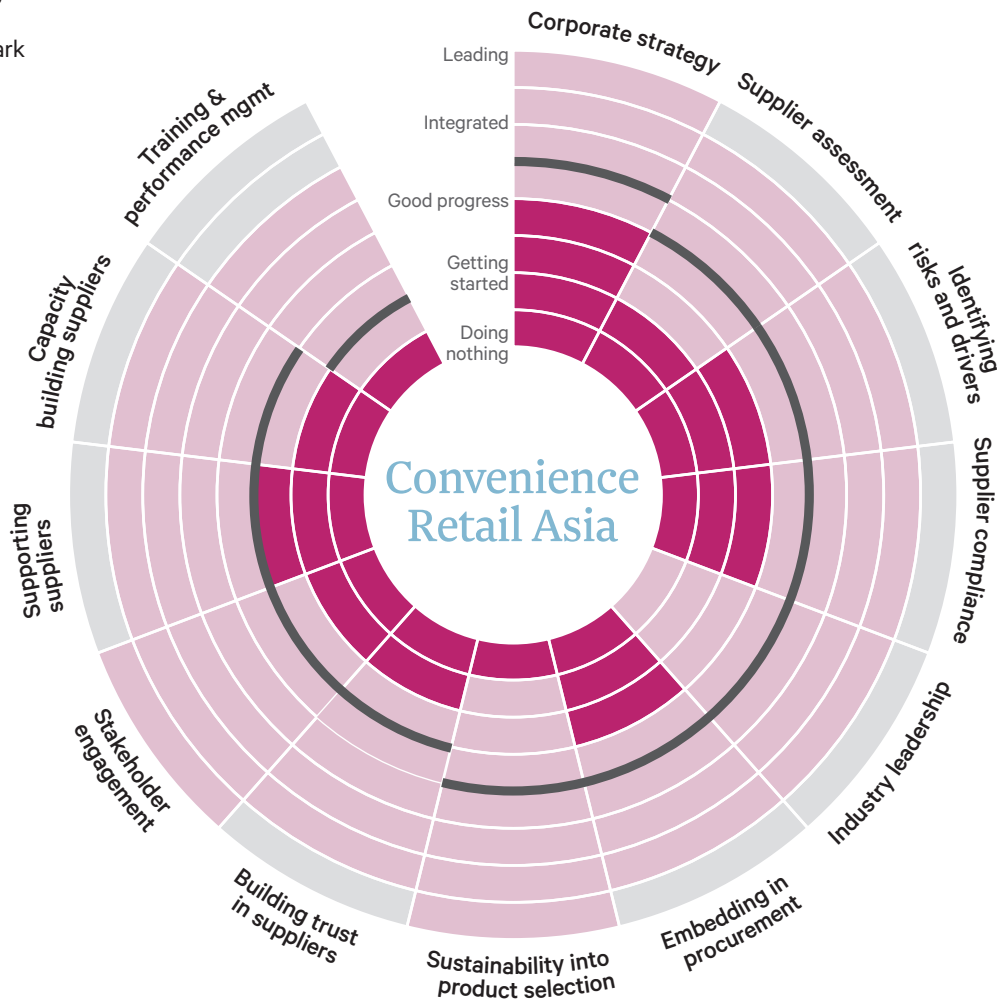 ark
Leading
Integrated
Good progress
Getting
started
Doing
nothing
Corporate strategy
Supplier assessment
Identifying
risks and drivers
Supplier compliance
Industry leadership
Embedding in
procurement
Sustainability into
product selection
Building trust
in suppliers
Stakeholder
engagement
Supporting
suppliers
Capacity
building suppliers
Training &
performance mgmt
Convenience
Retail Asia